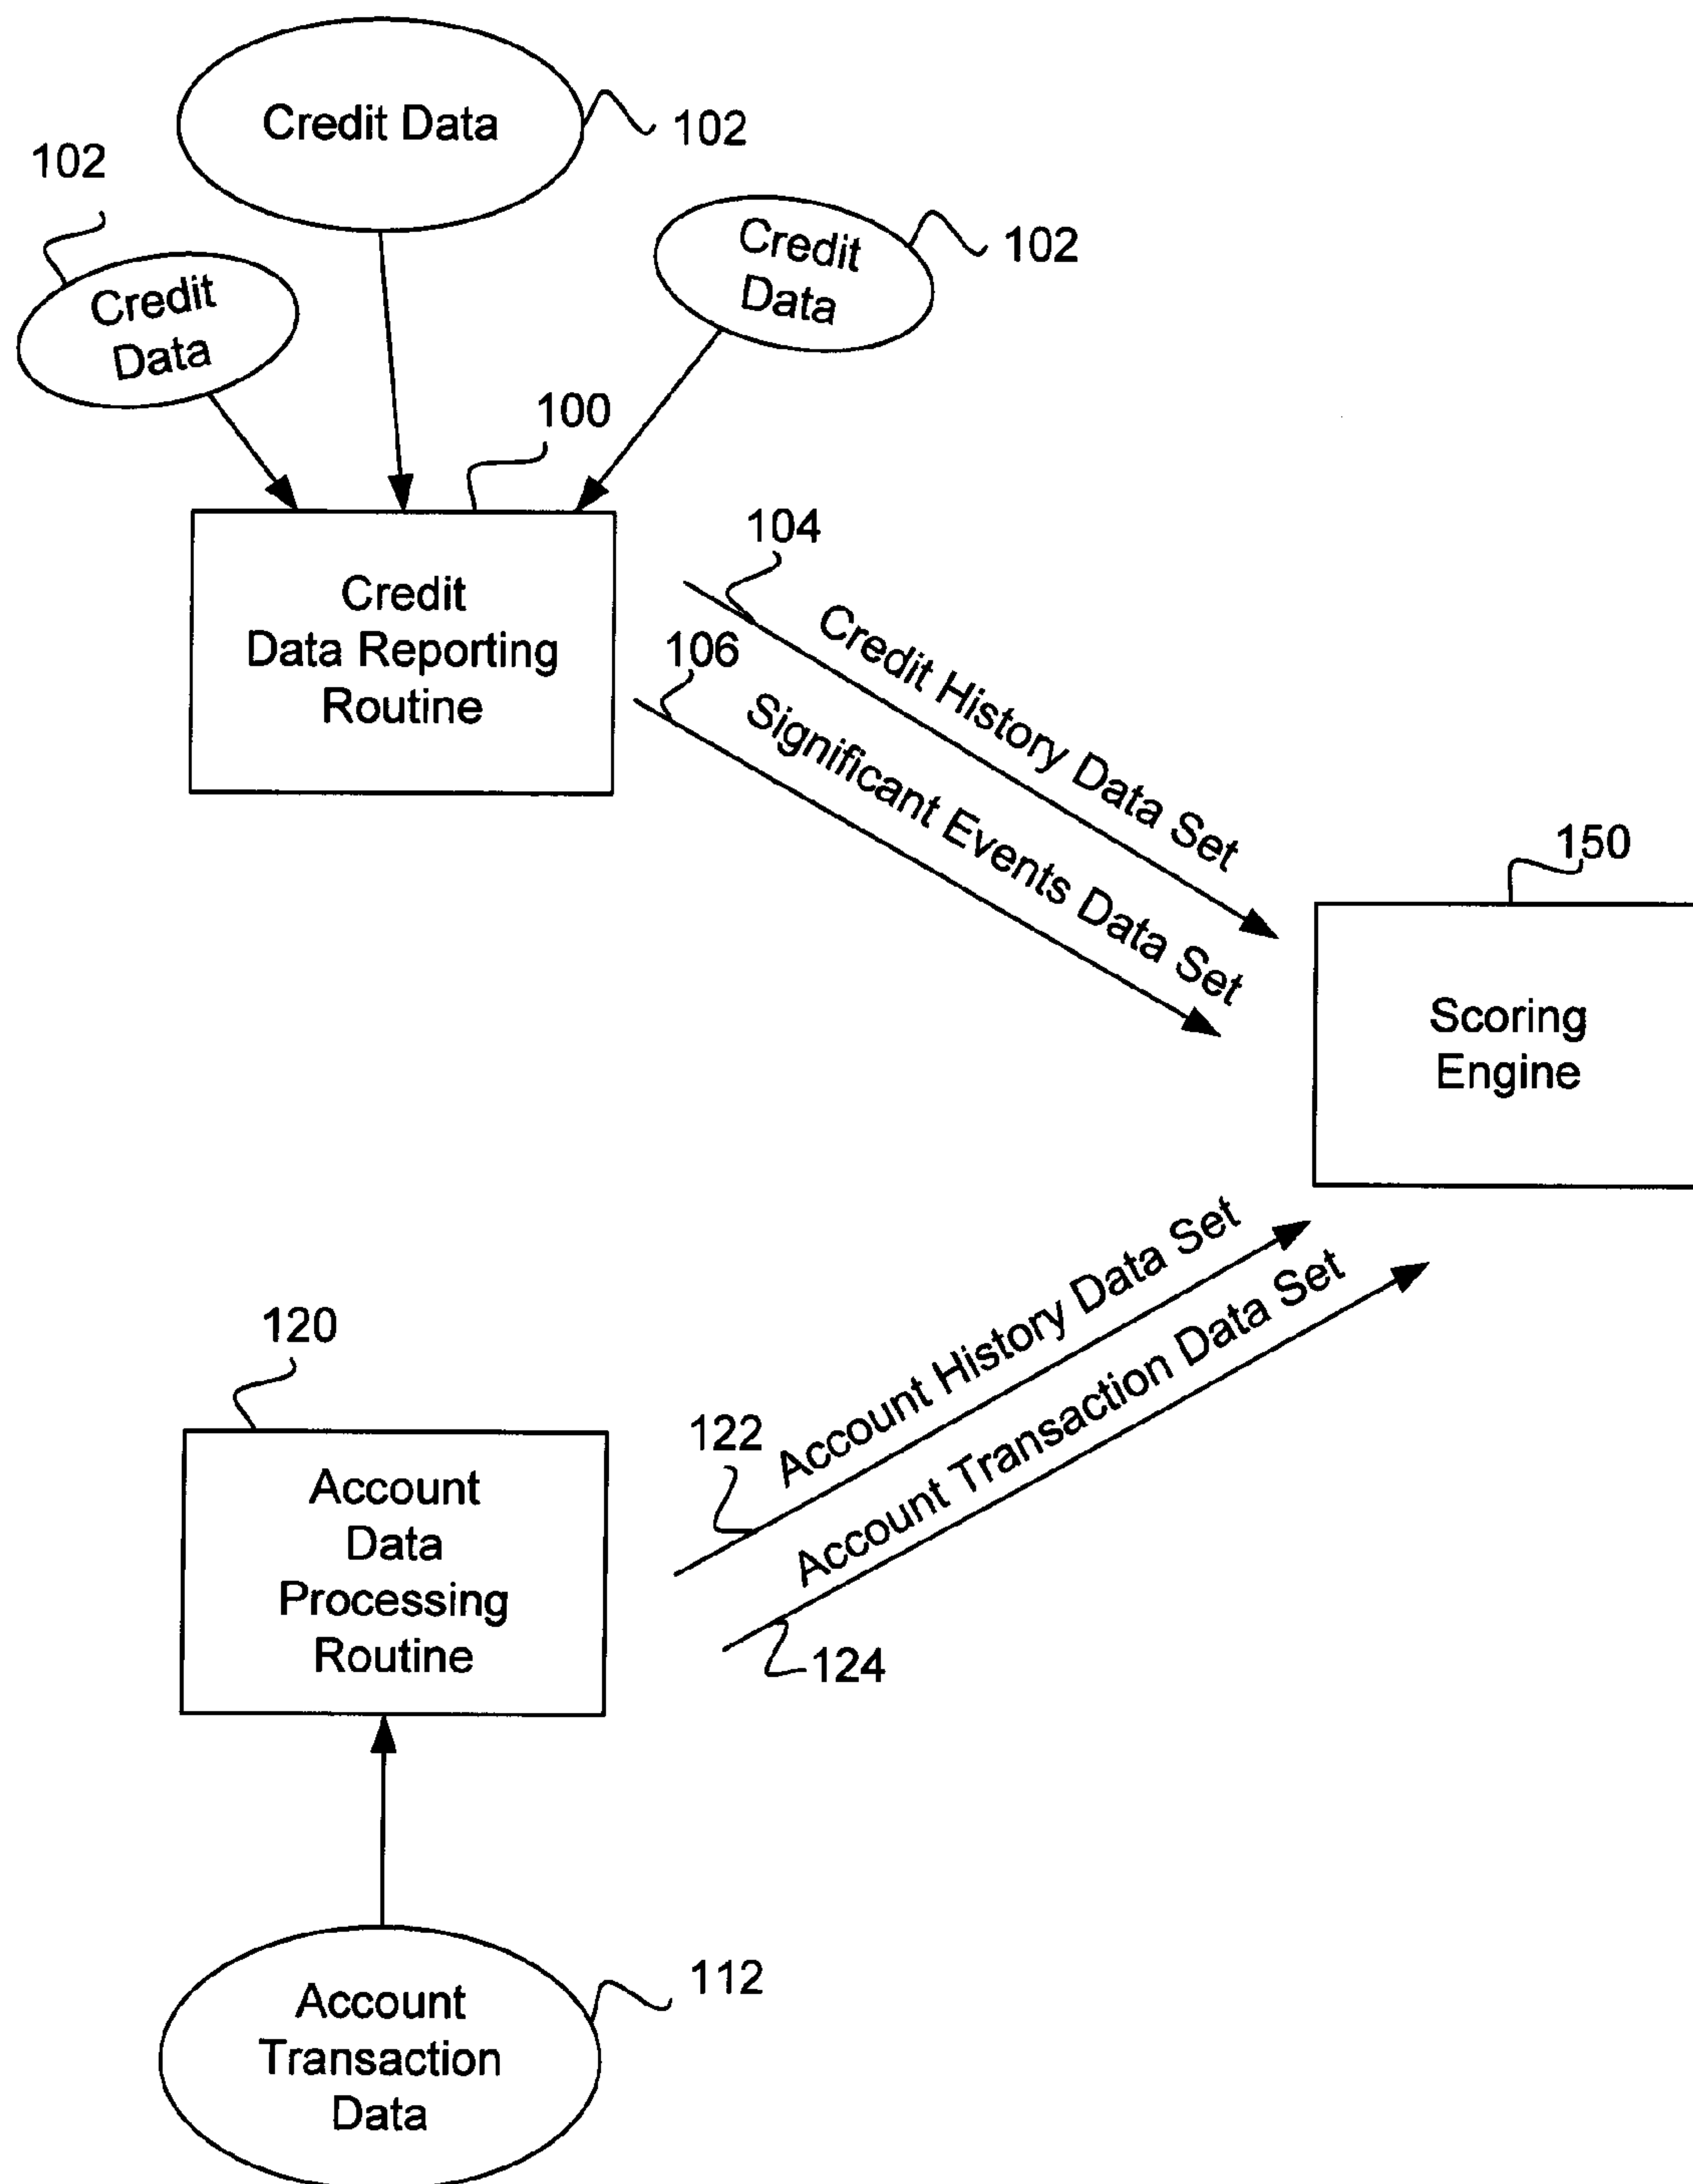 Credit Data
102
102
Credit
Data
102
Credit
Data
100
Credit
Data Reporting
Routine
104
Credit History Data Set
106
Significant Events Data Set
150
Scoring
Engine
120
Account
Data
Processing
Routine
122
Account History Data Set
Account Transaction Data Set
124
112
Account
Transaction
Data